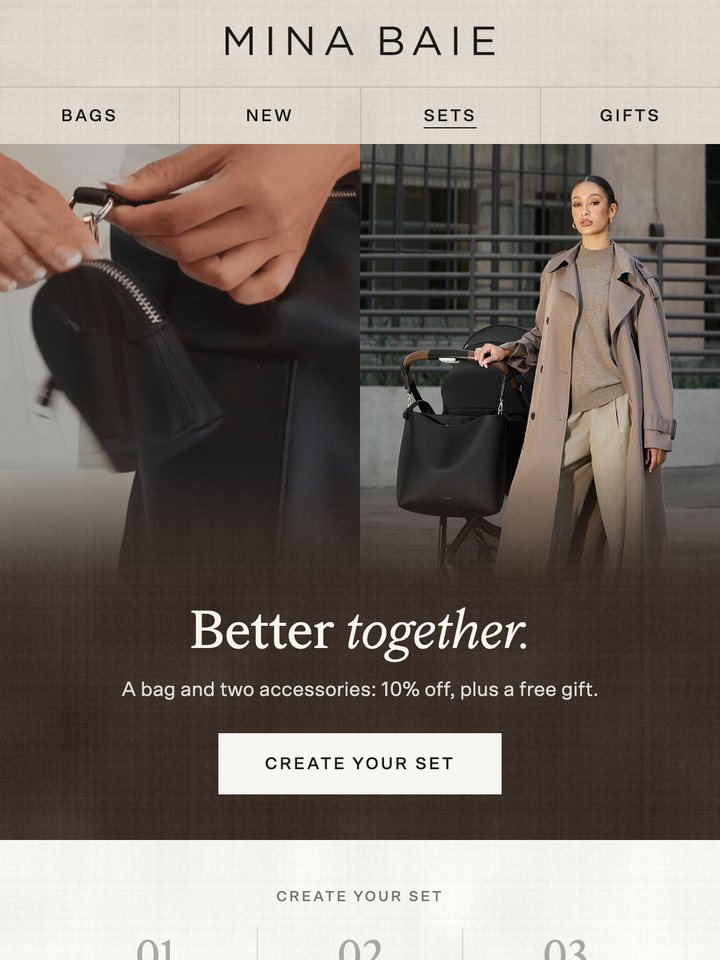 MINA BAIE
BAGS
NEW
SETS
GIFTS
Better together.
A bag and two accessories: 10% off, plus a free gift.
CREATE YOUR SET
CREATE YOUR SET
01
02
03